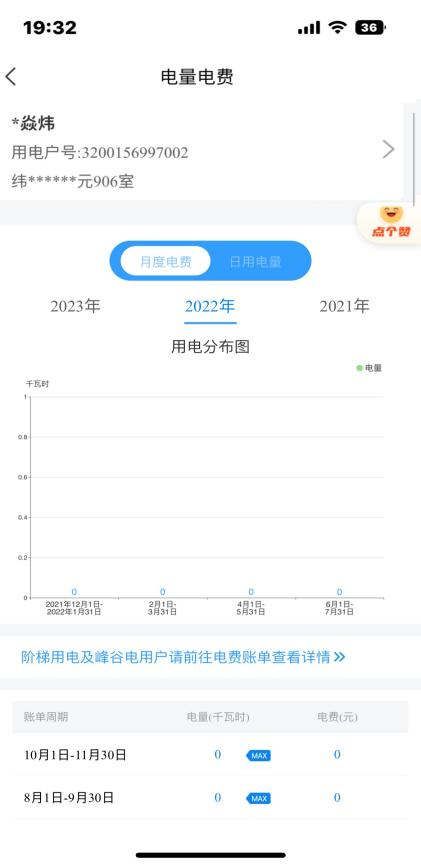 19:32
36
电量电费
*焱炜
用电户号:3200156997002
纬******元906室
点个赞
月度电费 日用电量
2023年 2022年 2021年
用电分布图
电量
千瓦时
1
0.8
0.6
0.4
0.2
0
0 0 0 0
2021年12月1日- 2月1日- 4月1日- 6月1日-
2022年1月31日 3月31日 5月31日 7月31日
阶梯用电及峰谷电用户请前往电费账单查看详情
账单周期 电量(千瓦时) 电费(元)
10月1日-11月30日 0 MAX 0
8月1日-9月30日 0 MAX 0